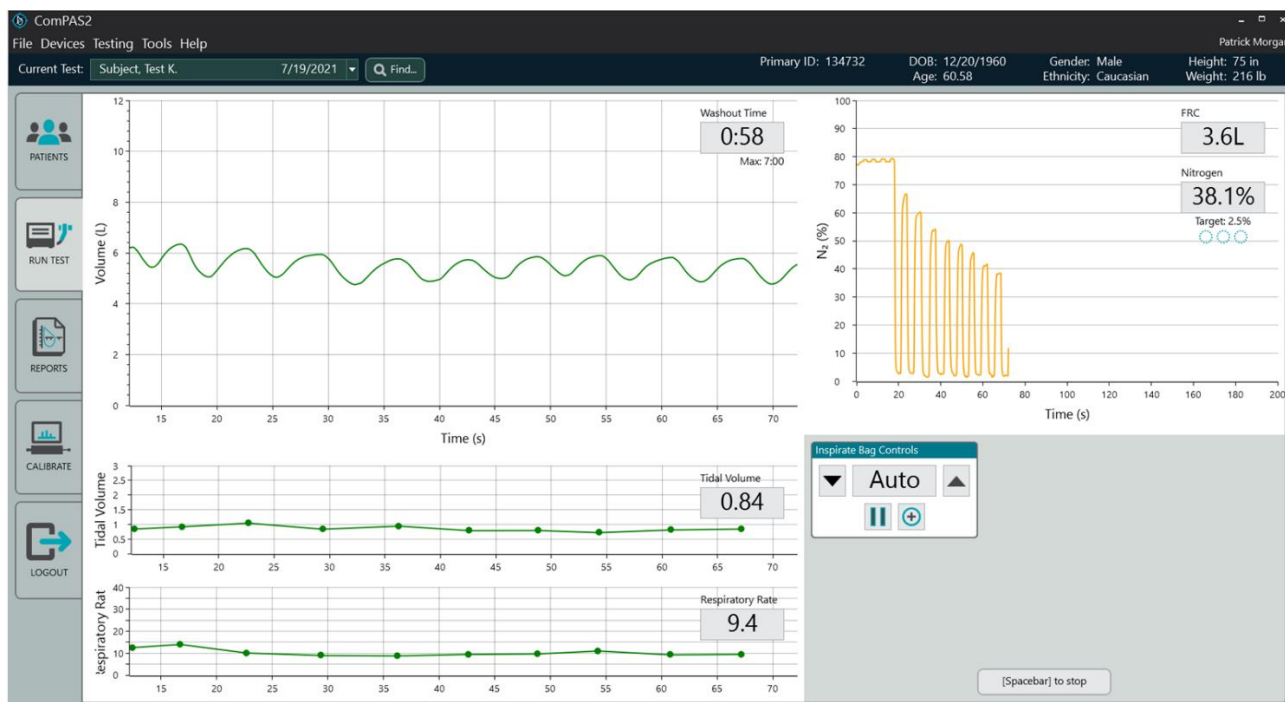 ComPAS2
File Devices Testing Tools Help
Patrick Morgan
Current Test: Subject, Test K. 7/19/2021 Find...
Primary ID: 134732 DOB: 12/20/1960 Gender: Male Height: 75 in
Age: 60.58 Ethnicity: Caucasian Weight: 216 lb
PATIENTS
RUN TEST
REPORTS
CALIBRATE
LOGOUT
Volume (L)
12
10
8
6
4
2
0
15 20 25 30 35 40 45 50 55 60 65 70
Time (s)
Washout Time
0:58
Max: 7:00
N₂ (%)
100
90
80
70
60
50
40
30
20
10
0
0 20 40 60 80 100 120 140 160 180 200
Time (s)
FRC
3.6L
Nitrogen
38.1%
Target: 2.5%
Tidal Volume
3
2.5
2
1.5
1
0.5
0
15 20 25 30 35 40 45 50 55 60 65 70
Tidal Volume
0.84
Respiratory Rat
40
30
20
10
0
15 20 25 30 35 40 45 50 55 60 65 70
Respiratory Rate
9.4
Inspirate Bag Controls
Auto
[Spacebar] to stop